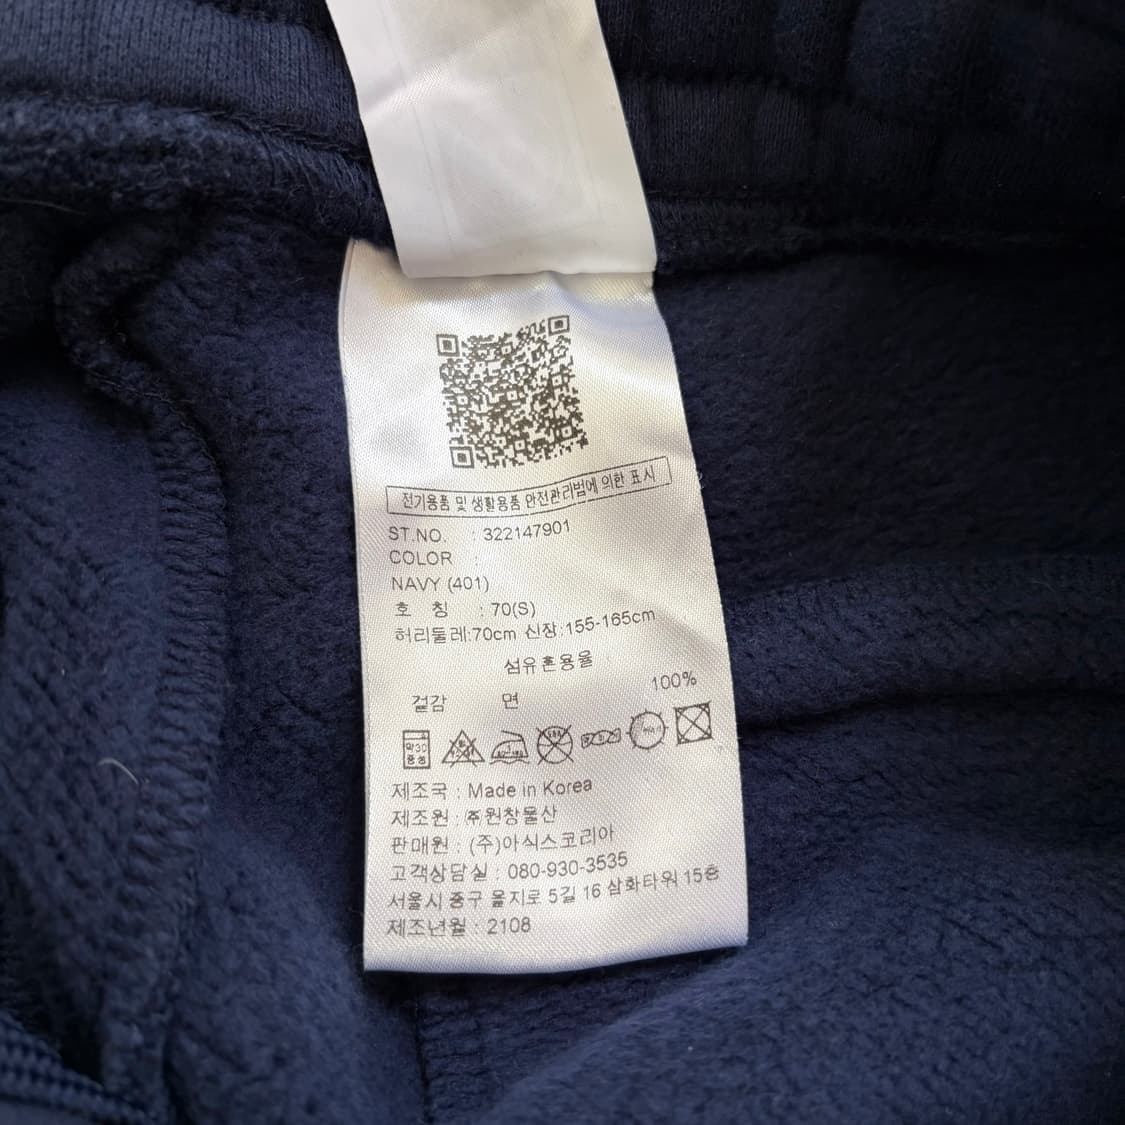 전기용품 및 생활용품 안전관리법에 의한 표시
ST.NO. : 322147901
COLOR :
NAVY (401)
호 칭 : 70(S)
허리둘레:70cm 신장:155-165cm
섬유혼용율
겉감 면 100%
약30 중성
제조국 : Made in Korea
제조원 : ㈜원창물산
판매원 : (주)아식스코리아
고객상담실 : 080-930-3535
서울시 중구 을지로 5길 16 삼화타워 15층
제조년월 : 2108